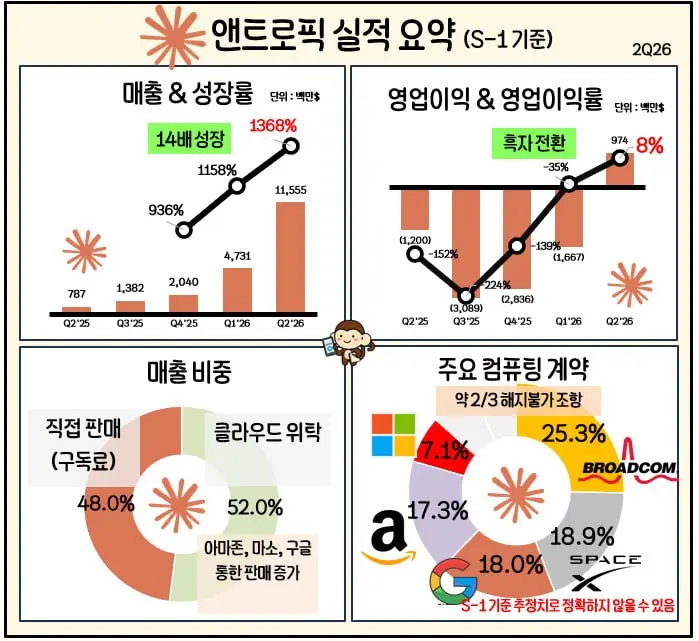 앤트로픽 실적 요약 (S-1 기준)
2Q26
매출 & 성장률 단위 : 백만$
14배 성장
1368%
1158%
936%
11,555
4,731
2,040
1,382
787
Q2'25 Q3'25 Q4'25 Q1'26 Q2'26
영업이익 & 영업이익률 단위 : 백만$
흑자 전환
974
8%
-35%
(1,200)
-152%
-139%
(1,667)
-224%
(2,836)
(3,089)
Q2'25 Q3'25 Q4'25 Q1'26 Q2'26
매출 비중
직접 판매
(구독료)
48.0%
클라우드 위탁
52.0%
아마존, 마소, 구글
통한 판매 증가
주요 컴퓨팅 계약
약 2/3 해지불가 조항
25.3%
BROADCOM
7.1%
17.3%
a
18.9%
SPACE
X
18.0%
G
S-1 기준 추정치로 정확하지 않을 수 있음